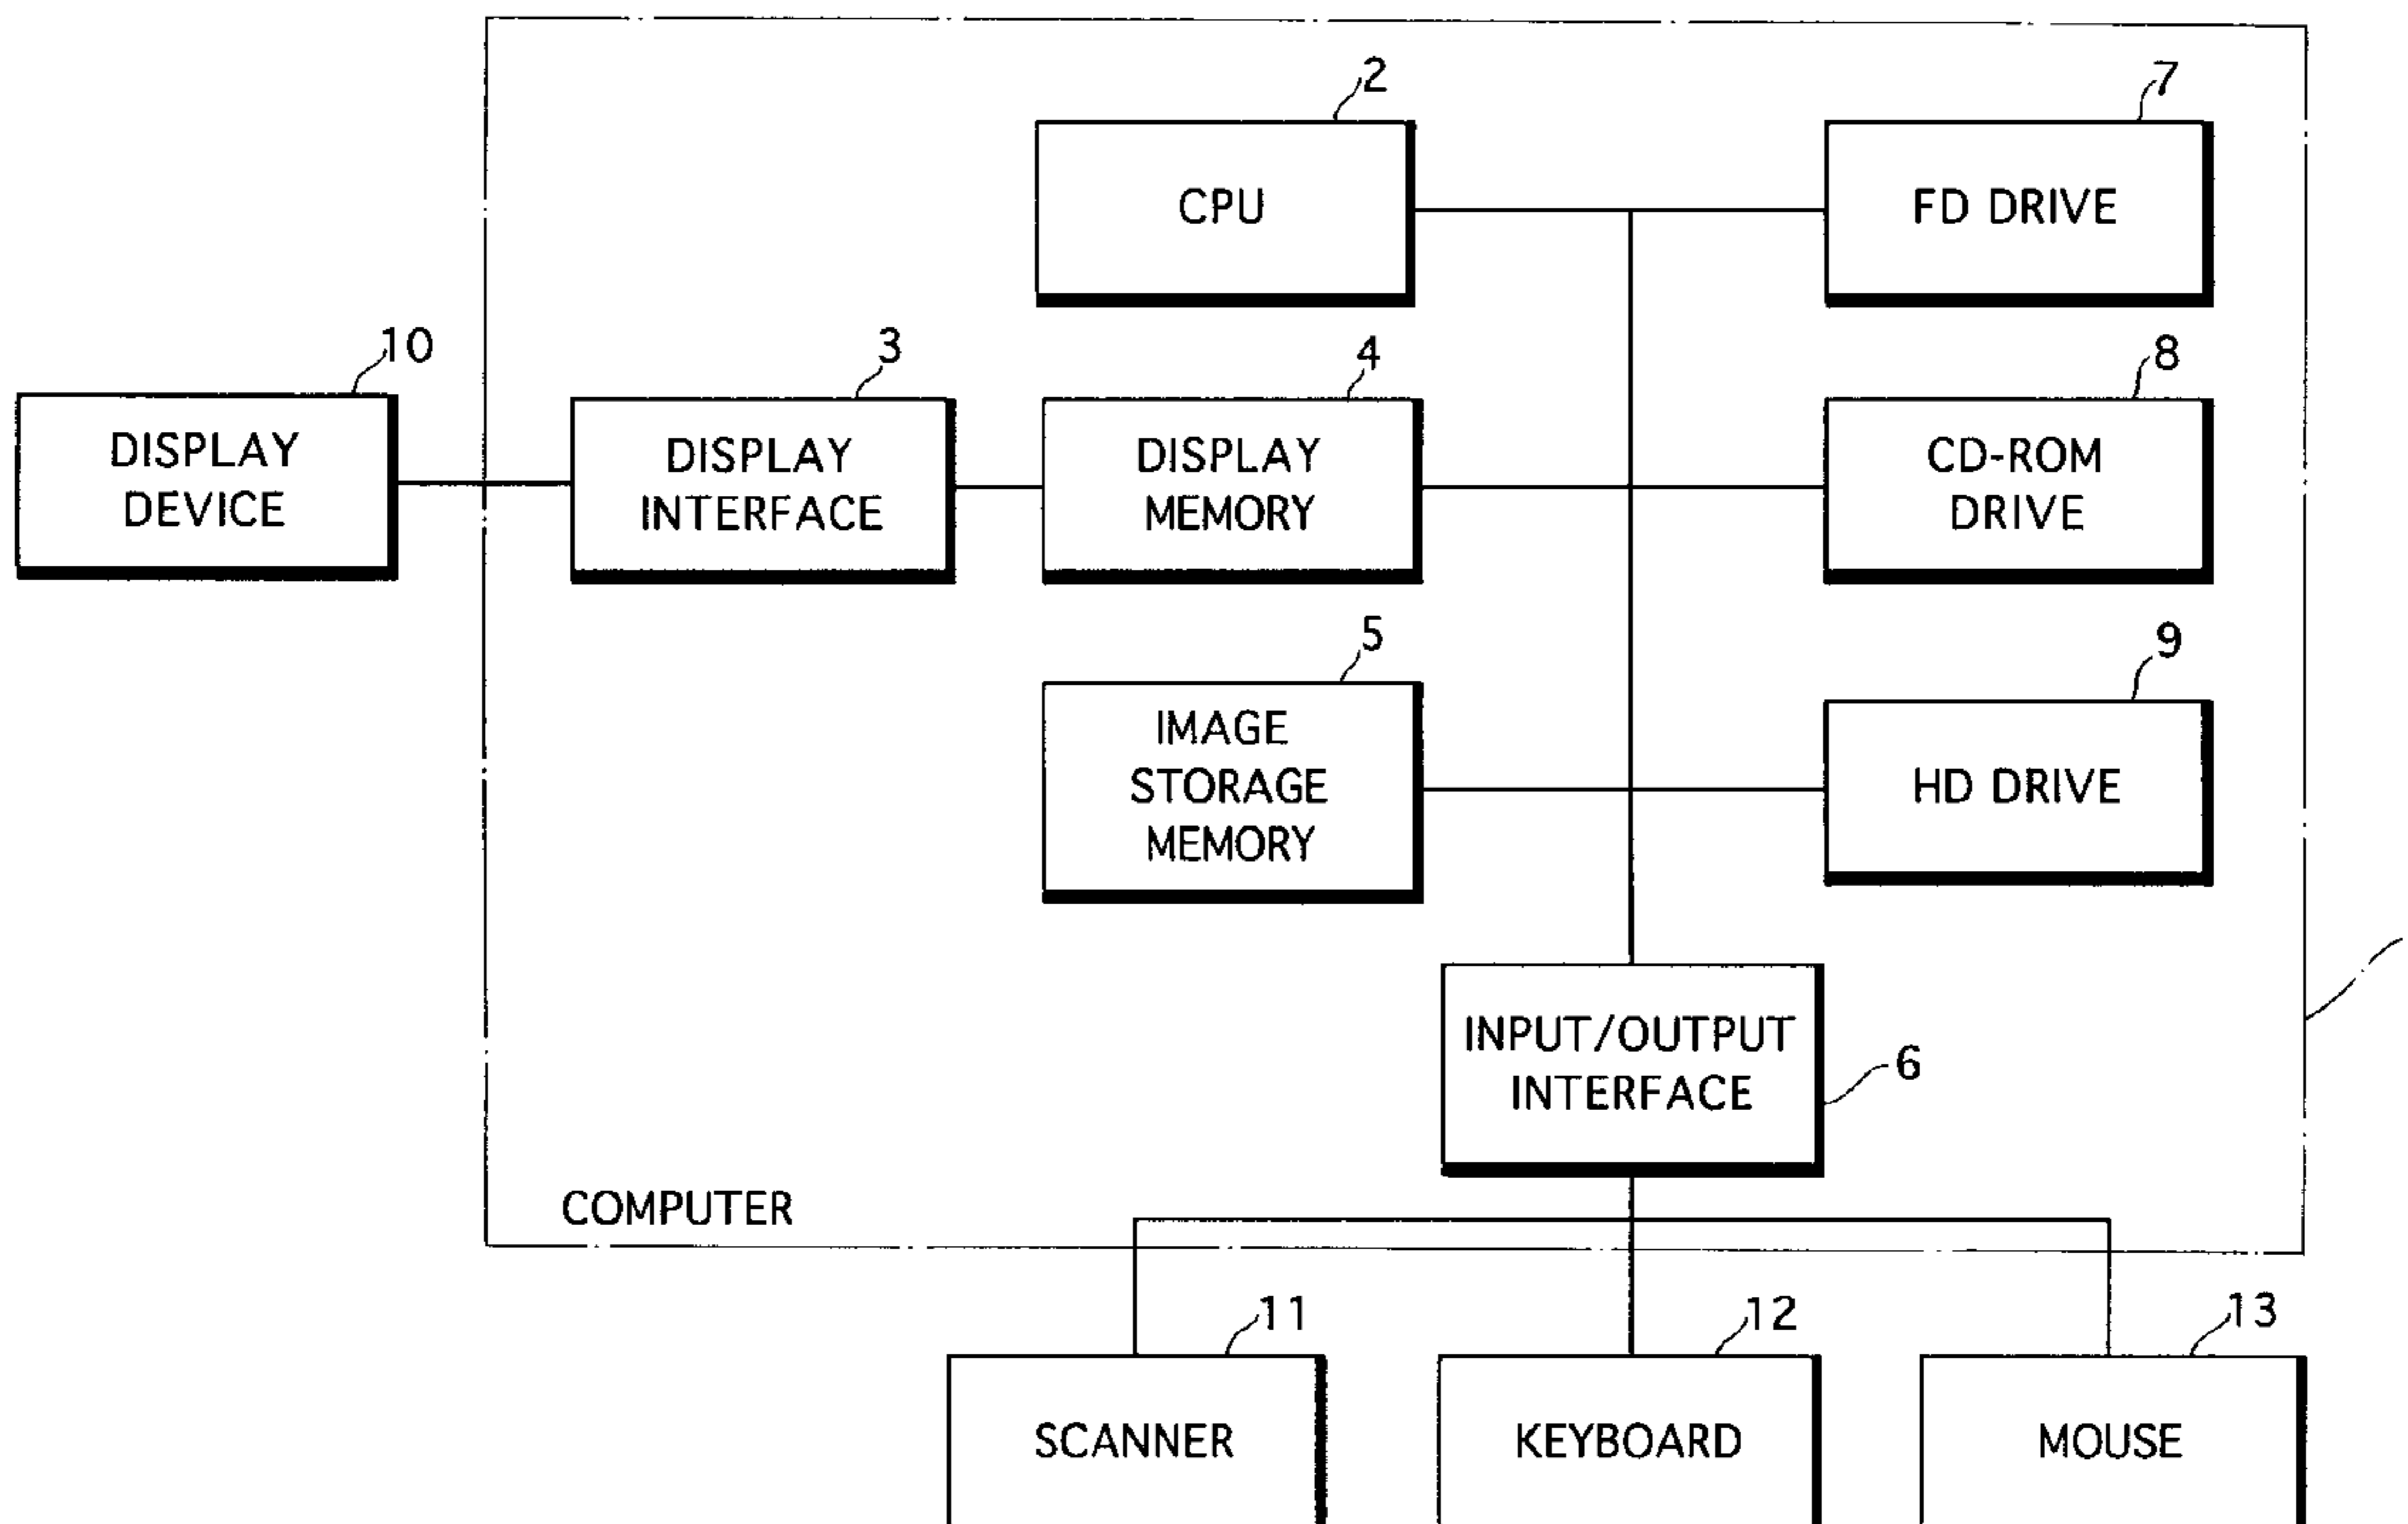 2
7
CPU
FD DRIVE
10
3
4
8
DISPLAY
DEVICE
DISPLAY
INTERFACE
DISPLAY
MEMORY
CD-ROM
DRIVE
5
9
IMAGE
STORAGE
MEMORY
HD DRIVE
INPUT/OUTPUT
INTERFACE
6
COMPUTER
11
12
13
SCANNER
KEYBOARD
MOUSE